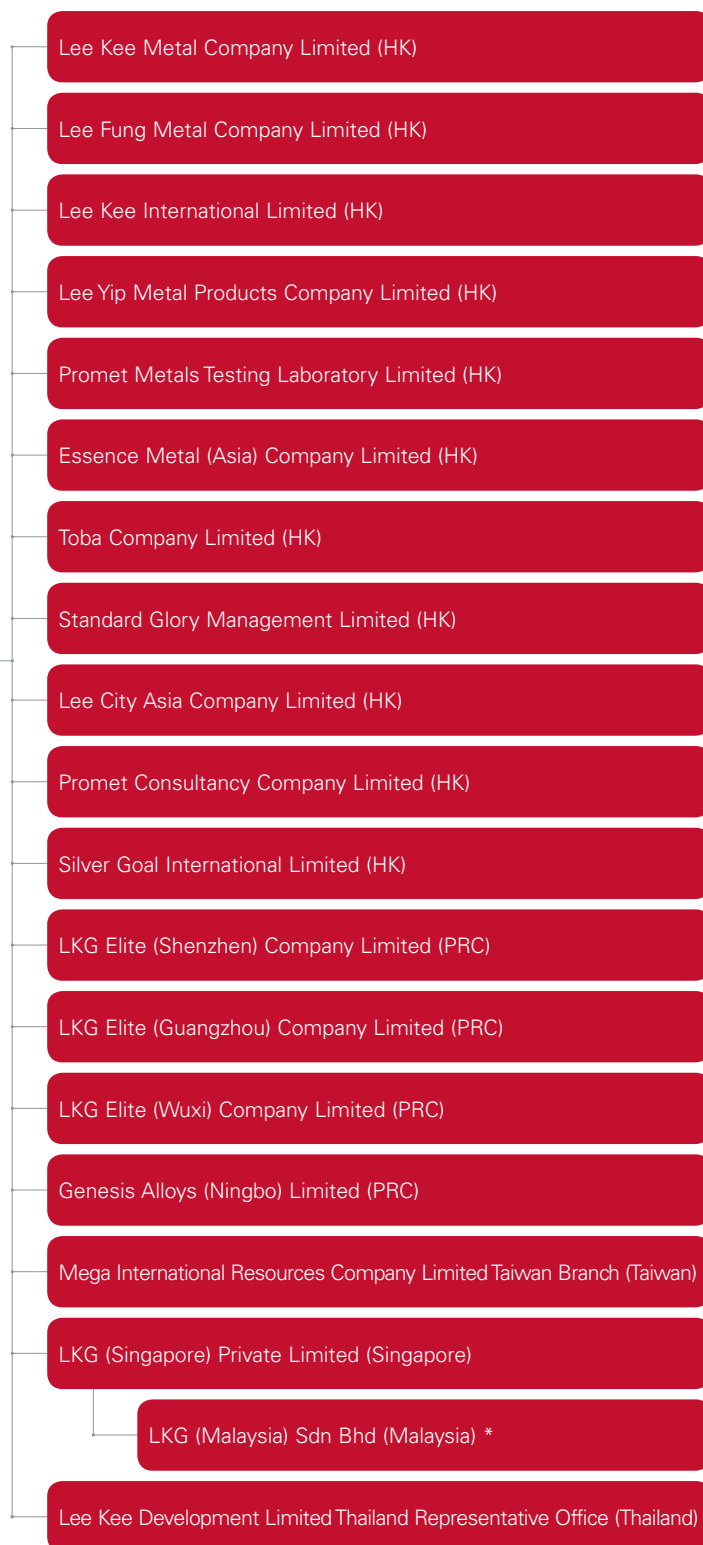 Lee Kee Metal Company Limited (HK)
Lee Fung Metal Company Limited (HK)
Lee Kee International Limited (HK)
Lee Yip Metal Products Company Limited (HK)
Promet Metals Testing Laboratory Limited (HK)
Essence Metal (Asia) Company Limited (HK)
Toba Company Limited (HK)
Standard Glory Management Limited (HK)
Lee City Asia Company Limited (HK)
Promet Consultancy Company Limited (HK)
Silver Goal International Limited (HK)
LKG Elite (Shenzhen) Company Limited (PRC)
LKG Elite (Guangzhou) Company Limited (PRC)
LKG Elite (Wuxi) Company Limited (PRC)
Genesis Alloys (Ningbo) Limited (PRC)
Mega International Resources Company Limited Taiwan Branch (Taiwan)
LKG (Singapore) Private Limited (Singapore)
LKG (Malaysia) Sdn Bhd (Malaysia) *
Lee Kee Development Limited Thailand Representative Office (Thailand)